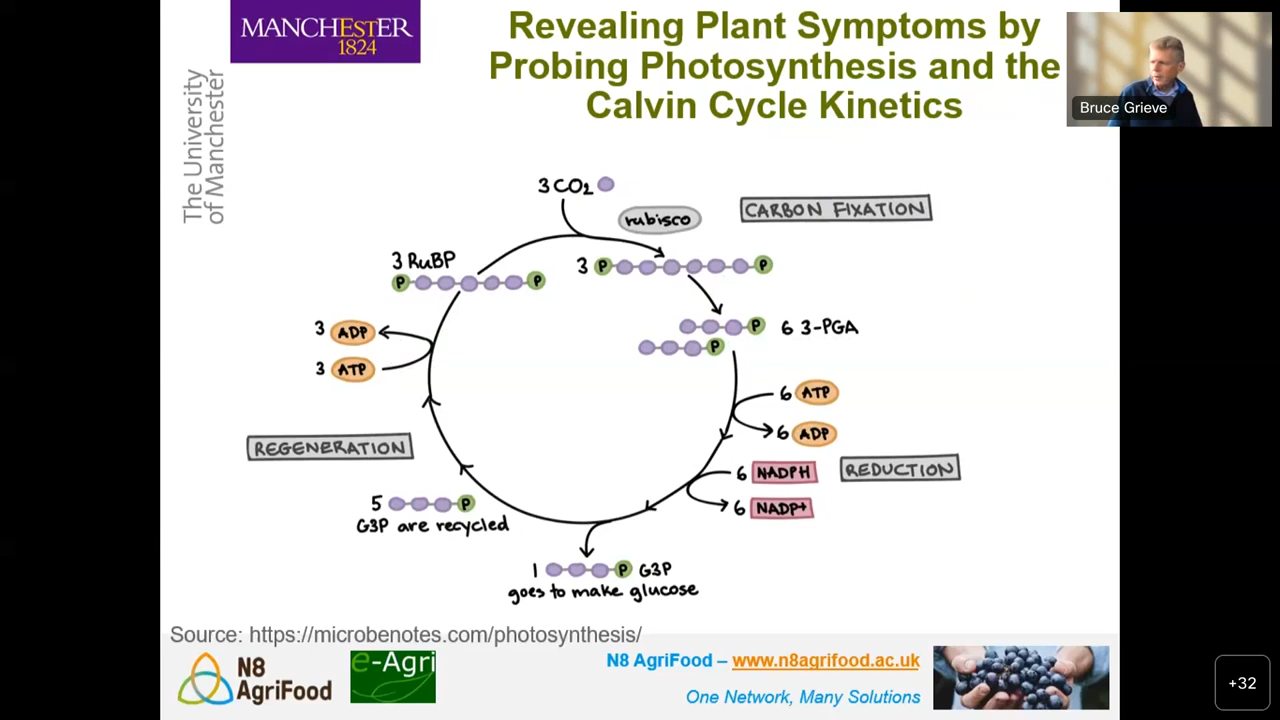 MANCHESTER
1824
The University
of Manchester
Revealing Plant Symptoms by
Probing Photosynthesis and the
Calvin Cycle Kinetics
Bruce Grieve
3 CO2
rubisco
CARBON FIXATION
3 RuBP
P P
3 P P
P 6 3-PGA
P
3 ADP
3 ATP
6 ATP
6 ADP
REGENERATION
6 NADPH
REDUCTION
6 NADP+
5 P
G3P are recycled
1 P G3P
goes to make glucose
Source: https://microbenotes.com/photosynthesis/
N8
AgriFood
e-Agri
N8 AgriFood – www.n8agrifood.ac.uk
One Network, Many Solutions
+32